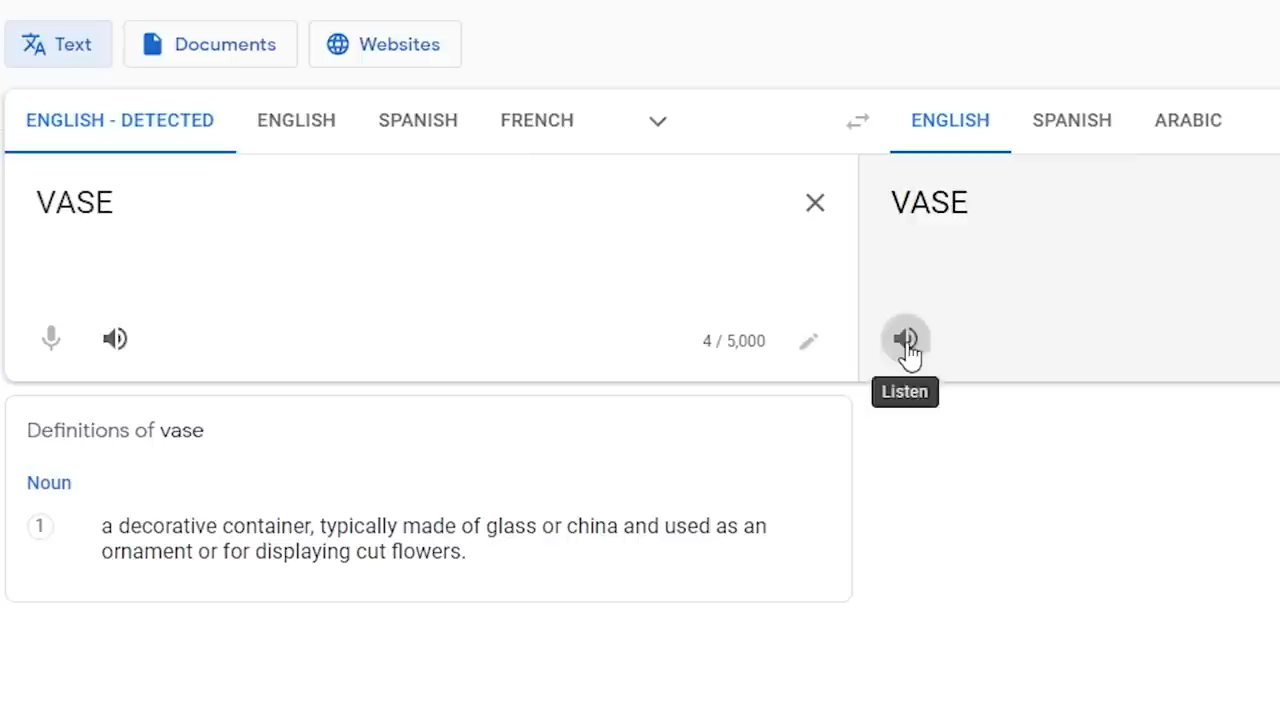 Text Documents Websites
ENGLISH - DETECTED ENGLISH SPANISH FRENCH ENGLISH SPANISH ARABIC
VASE VASE
4 / 5,000
Listen
Definitions of vase
Noun
1 a decorative container, typically made of glass or china and used as an
ornament or for displaying cut flowers.